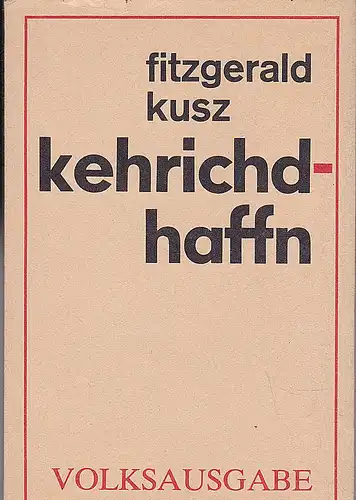 fitzgerald
kusz
kehrichd-
haffn
VOLKSAUSGABE